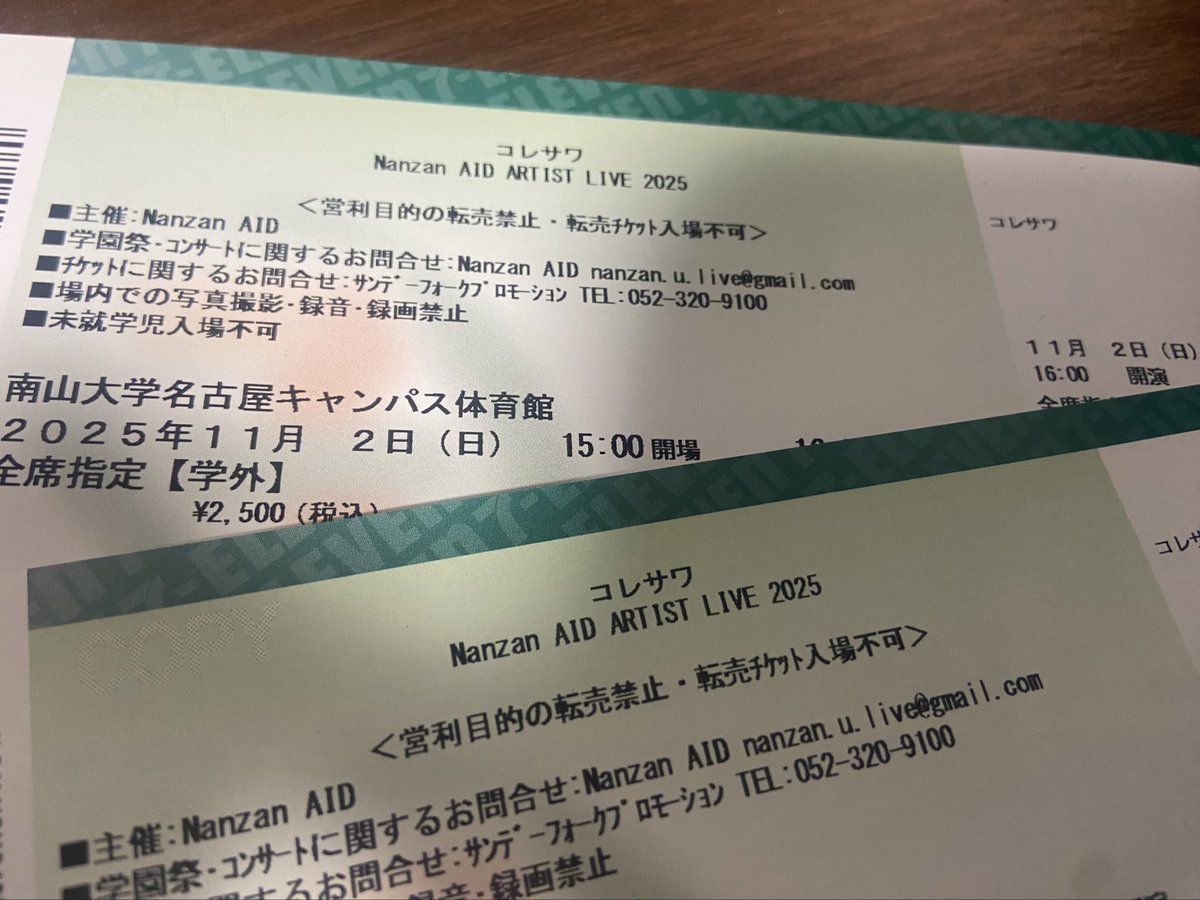 コレサワ
Nanzan AID ARTIST LIVE 2025
＜営利目的の転売禁止・転売ﾁｹｯﾄ入場不可＞
■主催:Nanzan AID
■学園祭･ｺﾝｻｰﾄに関するお問合せ:Nanzan AID nanzan.u.live@gmail.com
■ﾁｹｯﾄに関するお問合せ:ｻﾝﾃﾞｰﾌｫｰｸﾌﾟﾛﾓｰｼｮﾝ TEL:052-320-9100
■場内での写真撮影･録音･録画禁止
■未就学児入場不可
南山大学名古屋キャンパス体育館
２０２５年１１月　２日（日）　15:00開場
全席指定【学外】
¥2,500（税込）
コレサワ
１１月　２日（日）
16:00　開演
全席指
コレサワ
Nanzan AID ARTIST LIVE 2025
＜営利目的の転売禁止・転売ﾁｹｯﾄ入場不可＞
■主催:Nanzan AID
■学園祭･ｺﾝｻｰﾄに関するお問合せ:Nanzan AID nanzan.u.live@gmail.com
関するお問合せ:ｻﾝﾃﾞｰﾌｫｰｸﾌﾟﾛﾓｰｼｮﾝ TEL:052-320-9100
録音･録画禁止
コレサ
COPY